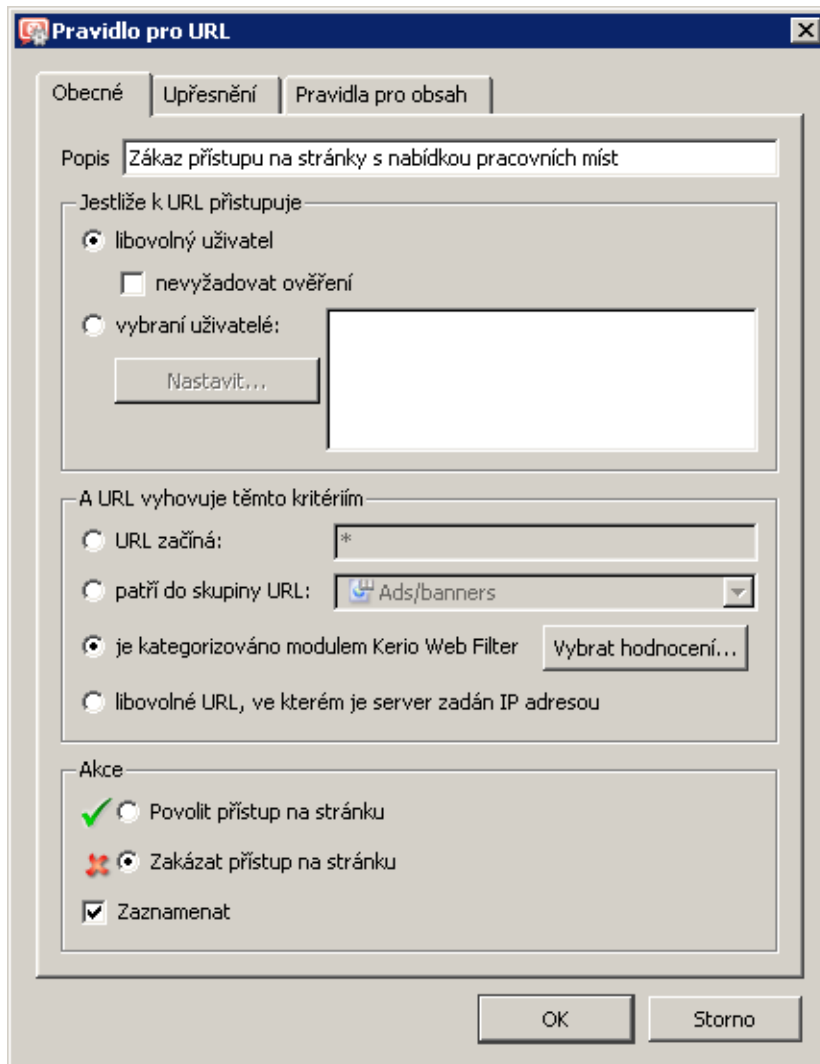 Pravidlo pro URL
Obecné Upřesnění Pravidla pro obsah
Popis Zákaz přístupu na stránky s nabídkou pracovních míst
Jestliže k URL přistupuje
libovolný uživatel
nevyžadovat ověření
vybraní uživatelé:
Nastavit...
A URL vyhovuje těmto kritériím
URL začíná: *
patří do skupiny URL: Ads/banners
je kategorizováno modulem Kerio Web Filter Vybrat hodnocení...
libovolné URL, ve kterém je server zadán IP adresou
Akce
Povolit přístup na stránku
Zakázat přístup na stránku
Zaznamenat
OK Storno